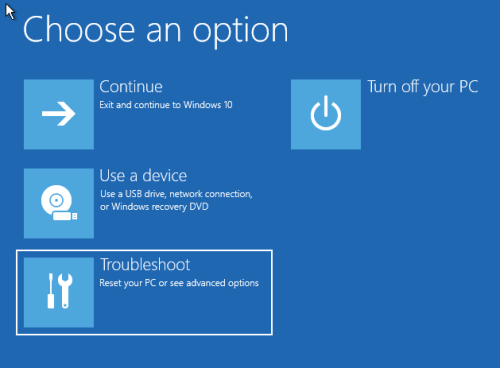 Choose an option
Continue
Exit and continue to Windows 10
Turn off your PC
Use a device
Use a USB drive, network connection,
or Windows recovery DVD
Troubleshoot
Reset your PC or see advanced options